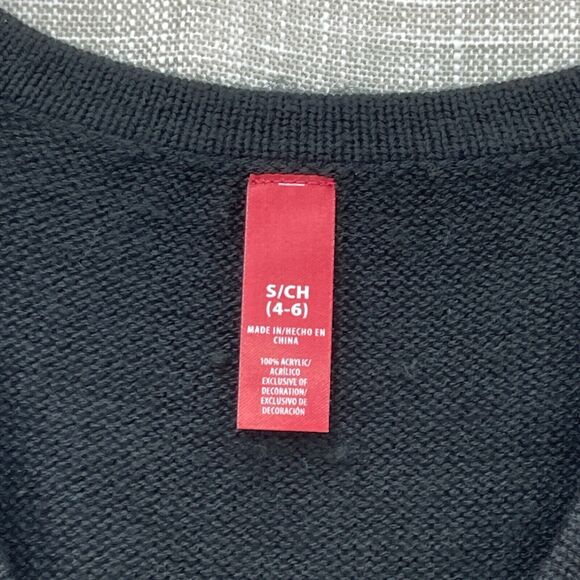 S/CH
(4-6)
MADE IN/HECHO EN
CHINA
100% ACRYLIC/
ACRÍLICO
EXCLUSIVE OF
DECORATION/
EXCLUSIVO DE
DECORACIÓN